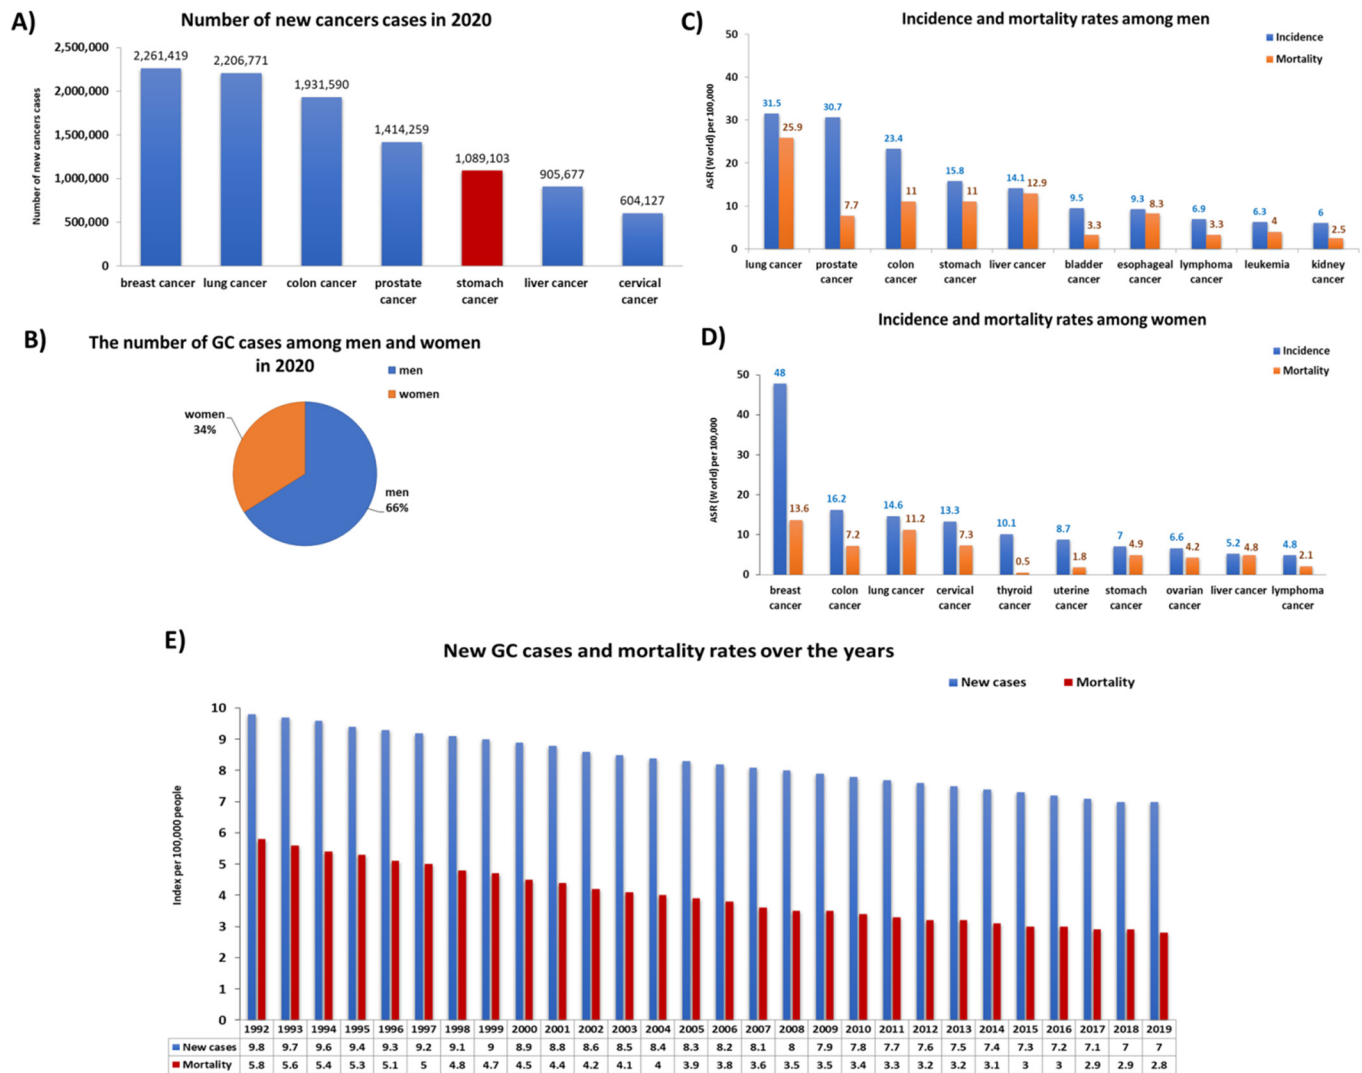 A)
Number of new cancers cases in 2020
Number of new cancers cases
2,500,000
2,000,000
1,500,000
1,000,000
500,000
0
2,261,419
2,206,771
1,931,590
1,414,259
1,089,103
905,677
604,127
breast cancer lung cancer colon cancer prostate stomach liver cancer cervical
cancer cancer cancer
B)
The number of GC cases among men and women
in 2020
men
women
women
34%
men
66%
C)
Incidence and mortality rates among men
Incidence
Mortality
ASR (World) per 100,000
50
40
30
20
10
0
31.5 25.9
30.7 7.7
23.4 11
15.8 11
14.1 12.9
9.5 3.3
9.3 8.3
6.9 3.3
6.3 4
6 2.5
lung cancer prostate colon stomach liver cancer bladder esophageal lymphoma leukemia kidney
cancer cancer cancer cancer cancer cancer cancer
D)
Incidence and mortality rates among women
Incidence
Mortality
ASR (World) per 100,000
50
40
30
20
10
0
48 13.6
16.2 7.2
14.6 11.2
13.3 7.3
10.1 0.5
8.7 1.8
7 4.9
6.6 4.2
5.2 4.8
4.8 2.1
breast colon lung cancer cervical thyroid uterine stomach ovarian liver cancer lymphoma
cancer cancer cancer cancer cancer cancer cancer cancer
E)
New GC cases and mortality rates over the years
New cases Mortality
Index per 100,000 people
10
9
8
7
6
5
4
3
2
1
0
1992 1993 1994 1995 1996 1997 1998 1999 2000 2001 2002 2003 2004 2005 2006 2007 2008 2009 2010 2011 2012 2013 2014 2015 2016 2017 2018 2019
New cases 9.8 9.7 9.6 9.4 9.3 9.2 9.1 9 8.9 8.8 8.6 8.5 8.4 8.3 8.2 8.1 8 7.9 7.8 7.7 7.6 7.5 7.4 7.3 7.2 7.1 7 7
Mortality 5.8 5.6 5.4 5.3 5.1 5 4.8 4.7 4.5 4.4 4.2 4.1 4 3.9 3.8 3.6 3.5 3.5 3.4 3.3 3.2 3.2 3.1 3 3 2.9 2.9 2.8